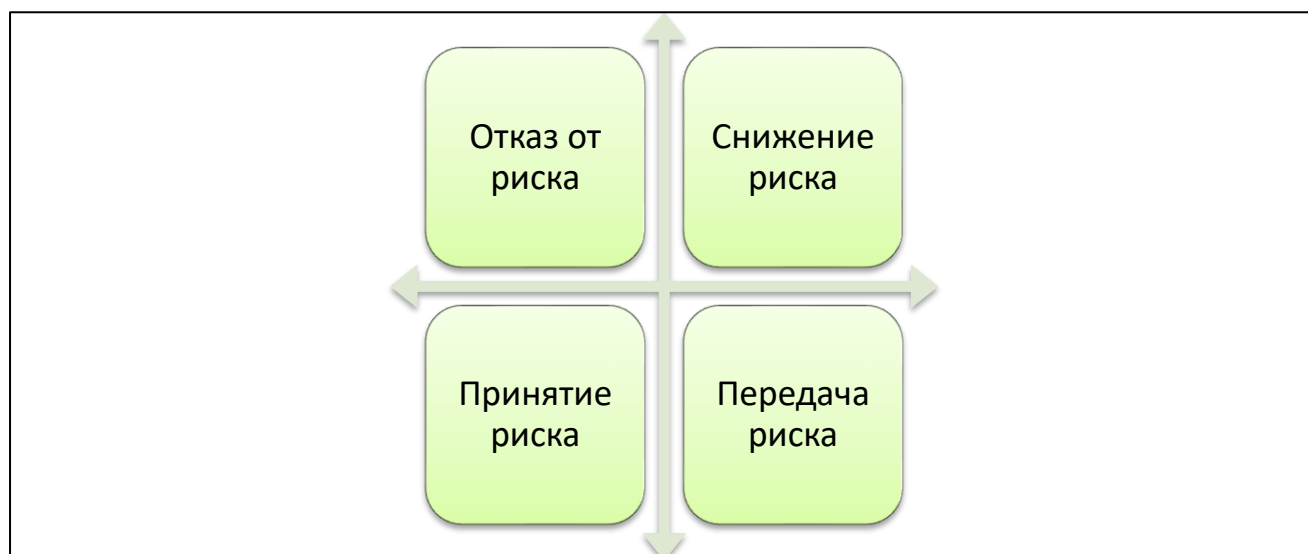 Отказ от
риска
Снижение
риска
Принятие
риска
Передача
риска